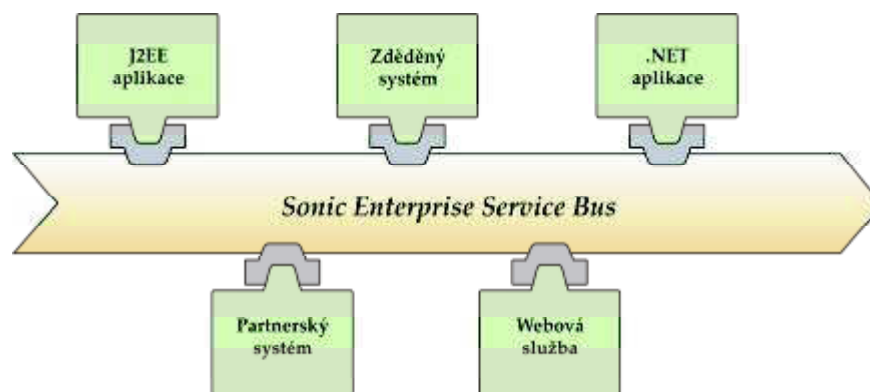 J2EE
aplikace
Zděděný
systém
.NET
aplikace
Sonic Enterprise Service Bus
Partnerský
systém
Webová
služba